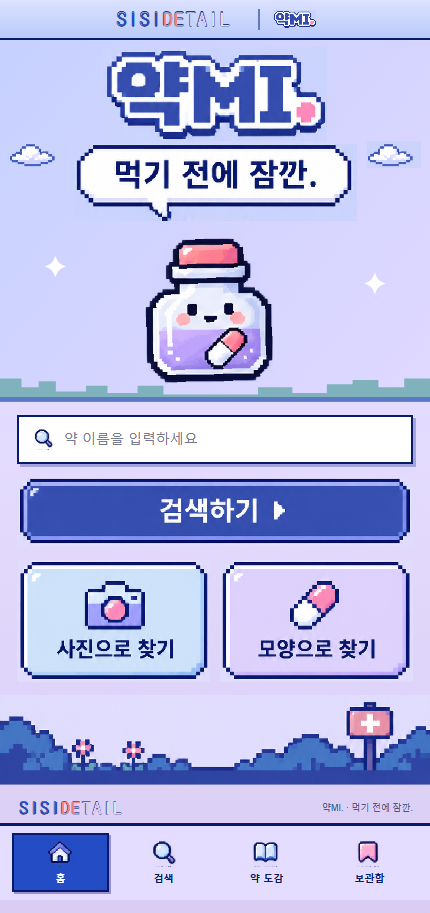 SISIDETAIL 약MI.
약MI.
먹기 전에 잠깐.
약 이름을 입력하세요
검색하기
사진으로 찾기 모양으로 찾기
SISIDETAIL 약MI. · 먹기 전에 잠깐.
홈 검색 약 도감 보관함